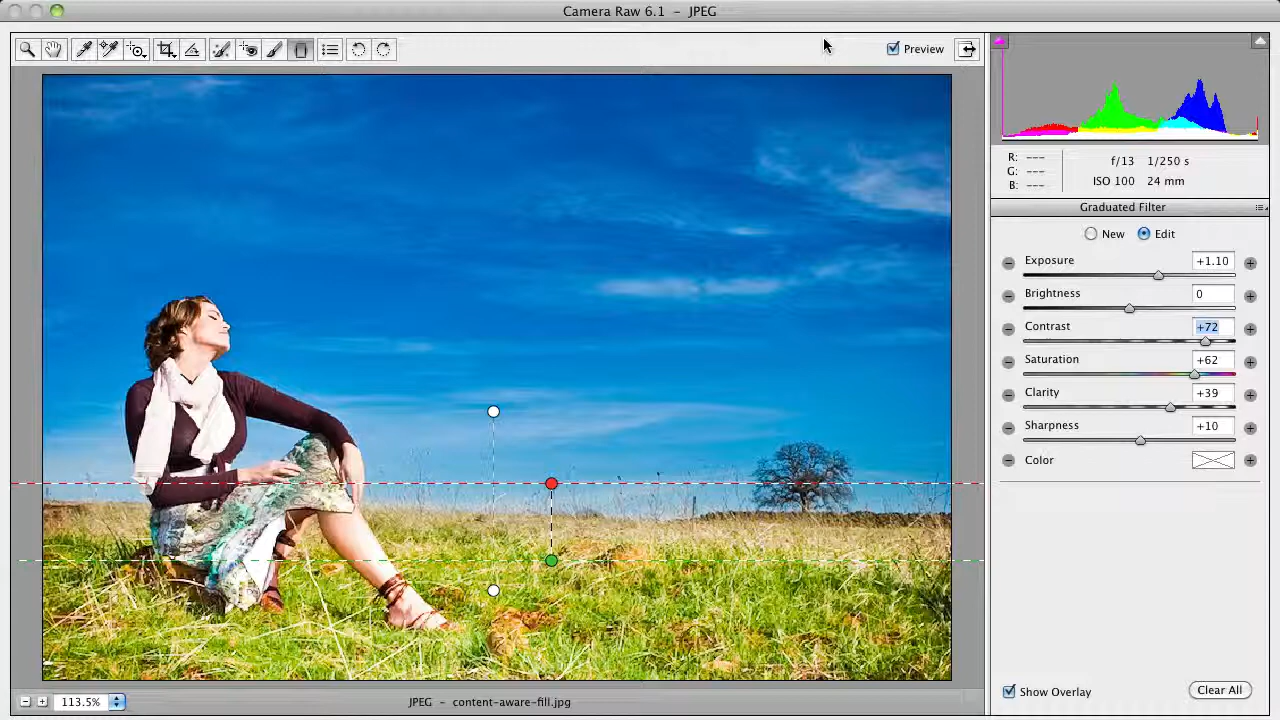 Camera Raw 6.1 - JPEG
Preview
R: ---
G: ---
B: ---
f/13 1/250 s
ISO 100 24 mm
Graduated Filter
New Edit
Exposure +1.10
Brightness 0
Contrast +72
Saturation +62
Clarity +39
Sharpness +10
Color
Show Overlay Clear All
113.5% JPEG - content-aware-fill.jpg